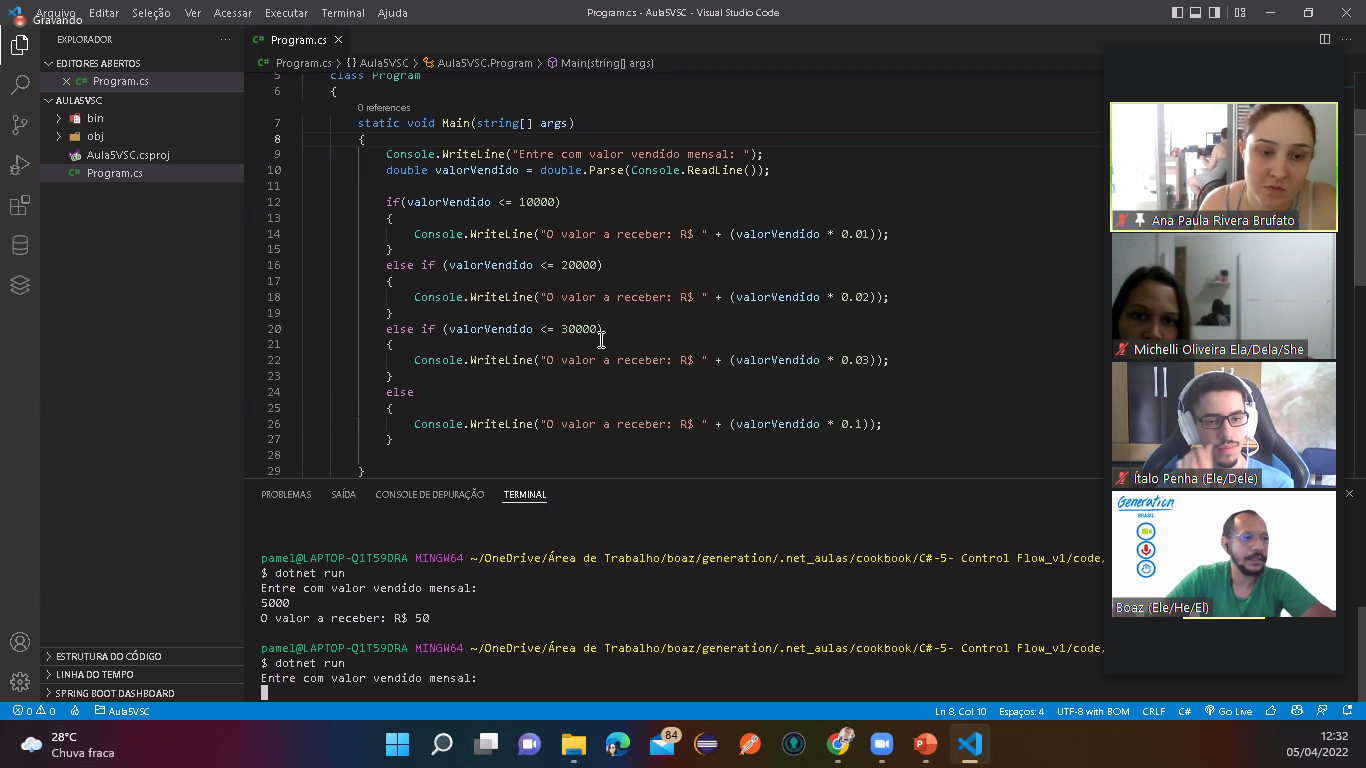 Arquivo Editar Seleção Ver Acessar Executar Terminal Ajuda
Program.cs - Aula5VSC - Visual Studio Code
Gravando
EXPLORADOR
EDITORES ABERTOS
C# Program.cs
AULA5VSC
bin
obj
Aula5VSC.csproj
C# Program.cs
ESTRUTURA DO CÓDIGO
LINHA DO TEMPO
SPRING BOOT DASHBOARD
C# Program.cs
C# Program.cs > {} Aula5VSC > Aula5VSC.Program > Main(string[] args)
5 class Program
6 {
0 references
7 static void Main(string[] args)
8 {
9 Console.WriteLine("Entre com valor vendido mensal: ");
10 double valorVendido = double.Parse(Console.ReadLine());
11
12 if(valorVendido <= 10000)
13 {
14 Console.WriteLine("O valor a receber: R$ " + (valorVendido * 0.01));
15 }
16 else if (valorVendido <= 20000)
17 {
18 Console.WriteLine("O valor a receber: R$ " + (valorVendido * 0.02));
19 }
20 else if (valorVendido <= 30000)
21 {
22 Console.WriteLine("O valor a receber: R$ " + (valorVendido * 0.03));
23 }
24 else
25 {
26 Console.WriteLine("O valor a receber: R$ " + (valorVendido * 0.1));
27 }
28
29 }
PROBLEMAS SAÍDA CONSOLE DE DEPURAÇÃO TERMINAL
pamel@LAPTOP-Q1T59DRA MINGW64 ~/OneDrive/Área de Trabalho/boaz/generation/.net_aulas/cookbook/C#-5- Control Flow_v1/code,
$ dotnet run
Entre com valor vendido mensal:
5000
O valor a receber: R$ 50
pamel@LAPTOP-Q1T59DRA MINGW64 ~/OneDrive/Área de Trabalho/boaz/generation/.net_aulas/cookbook/C#-5- Control Flow_v1/code,
$ dotnet run
Entre com valor vendido mensal:
Ana Paula Rivera Brufato
Michelli Oliveira Ela/Dela/She
Ítalo Penha (Ele/Dele)
Generation
BRASIL
Boaz (Ele/He/El)
0 0 Aula5VSC
Ln 8, Col 10 Espaços: 4 UTF-8 with BOM CRLF C# Go Live
28°C
Chuva fraca
84
12:32
05/04/2022